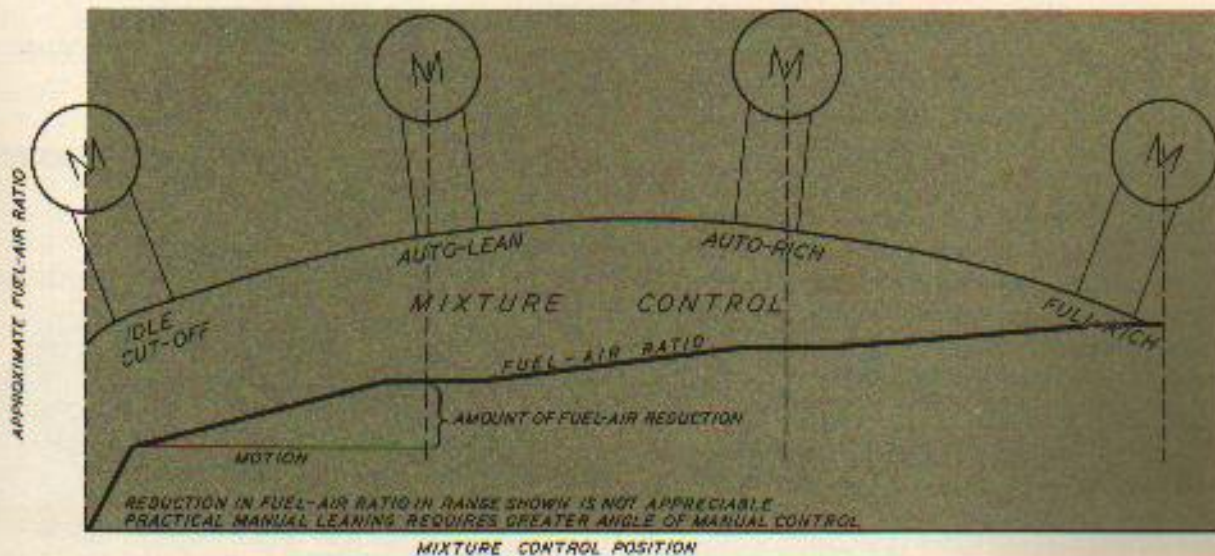 M
M
M
M
APPROXIMATE FUEL-AIR RATIO
IDLE
CUT-OFF
AUTO-LEAN
AUTO-RICH
FULL-RICH
MIXTURE CONTROL
FUEL-AIR RATIO
AMOUNT OF FUEL-AIR REDUCTION
MOTION
REDUCTION IN FUEL-AIR RATIO IN RANGE SHOWN IS NOT APPRECIABLE
PRACTICAL MANUAL LEANING REQUIRES GREATER ANGLE OF MANUAL CONTROL
MIXTURE CONTROL POSITION